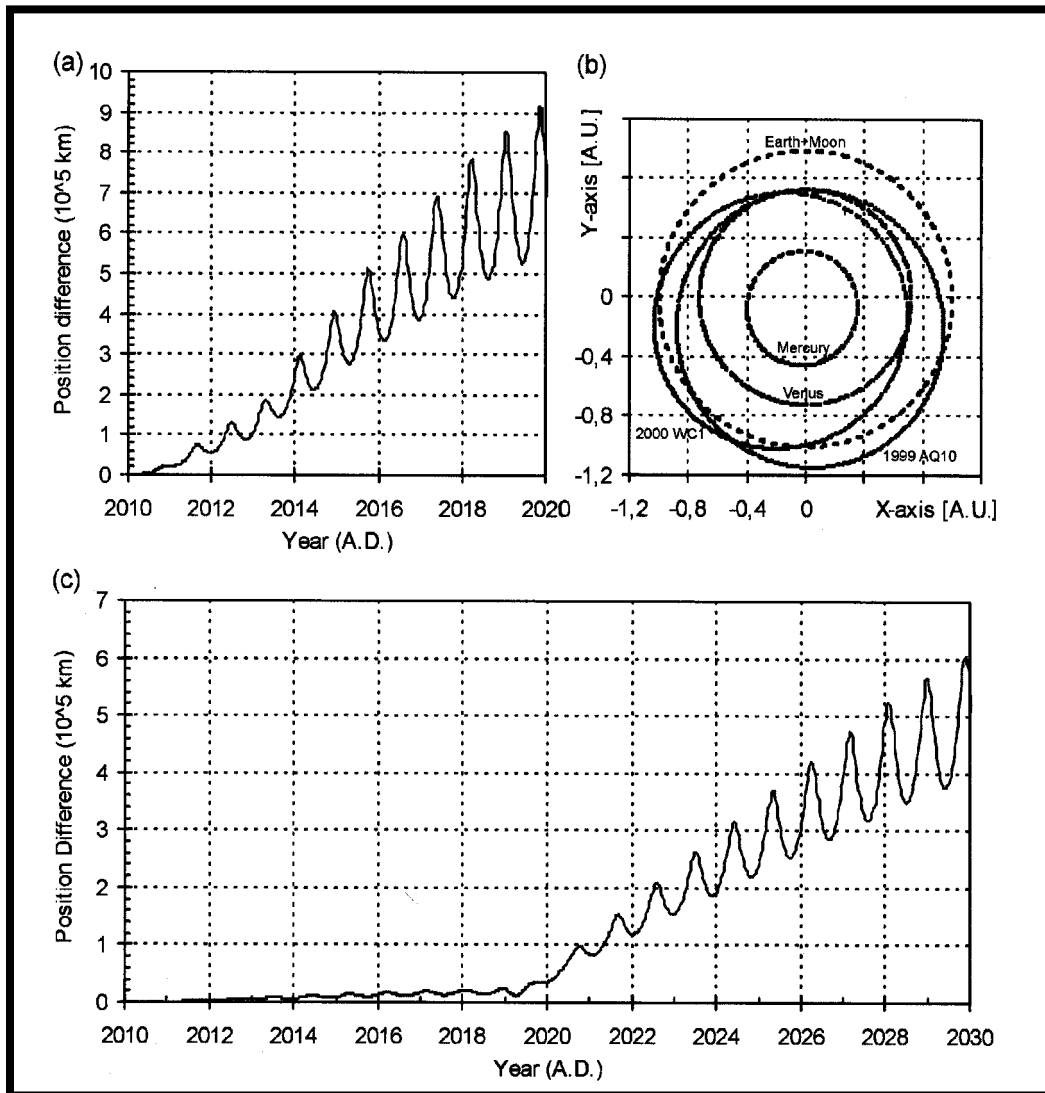 (a)
Position difference (10^5 km)
10
9
8
7
6
5
4
3
2
1
0
2010 2012 2014 2016 2018 2020
Year (A.D.)
(b)
Y-axis [A.U.]
0
-0,4
-0,8
-1,2
Earth+Moon
Mercury
Venus
2000 WC1
1999 AQ10
-1,2 -0,8 -0,4 0 X-axis [A.U.]
(c)
Position Difference (10^5 km)
7
6
5
4
3
2
1
0
2010 2012 2014 2016 2018 2020 2022 2024 2026 2028 2030
Year (A.D.)